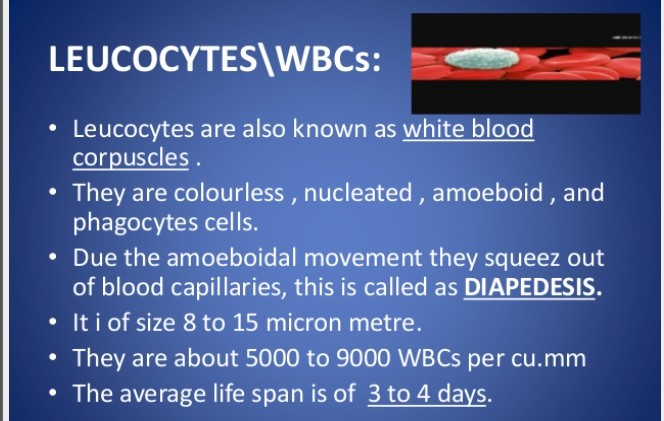 LEUCOCYTES\WBCs:
• Leucocytes are also known as white blood
corpuscles .
• They are colourless , nucleated , amoeboid , and
phagocytes cells.
• Due the amoeboidal movement they squeez out
of blood capillaries, this is called as DIAPEDESIS.
• It i of size 8 to 15 micron metre.
• They are about 5000 to 9000 WBCs per cu.mm
• The average life span is of  3 to 4 days.